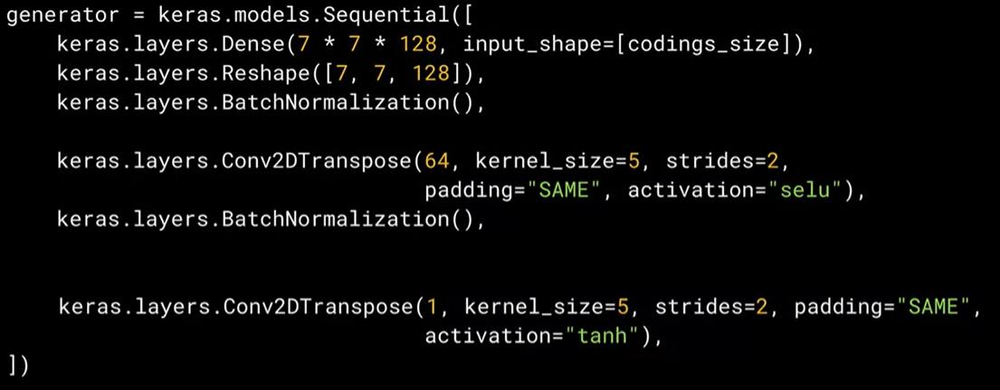 generator = keras.models.Sequential([
    keras.layers.Dense(7 * 7 * 128, input_shape=[codings_size]),
    keras.layers.Reshape([7, 7, 128]),
    keras.layers.BatchNormalization(),
    keras.layers.Conv2DTranspose(64, kernel_size=5, strides=2,
                                 padding="SAME", activation="selu"),
    keras.layers.BatchNormalization(),
    keras.layers.Conv2DTranspose(1, kernel_size=5, strides=2, padding="SAME",
                                 activation="tanh"),
])